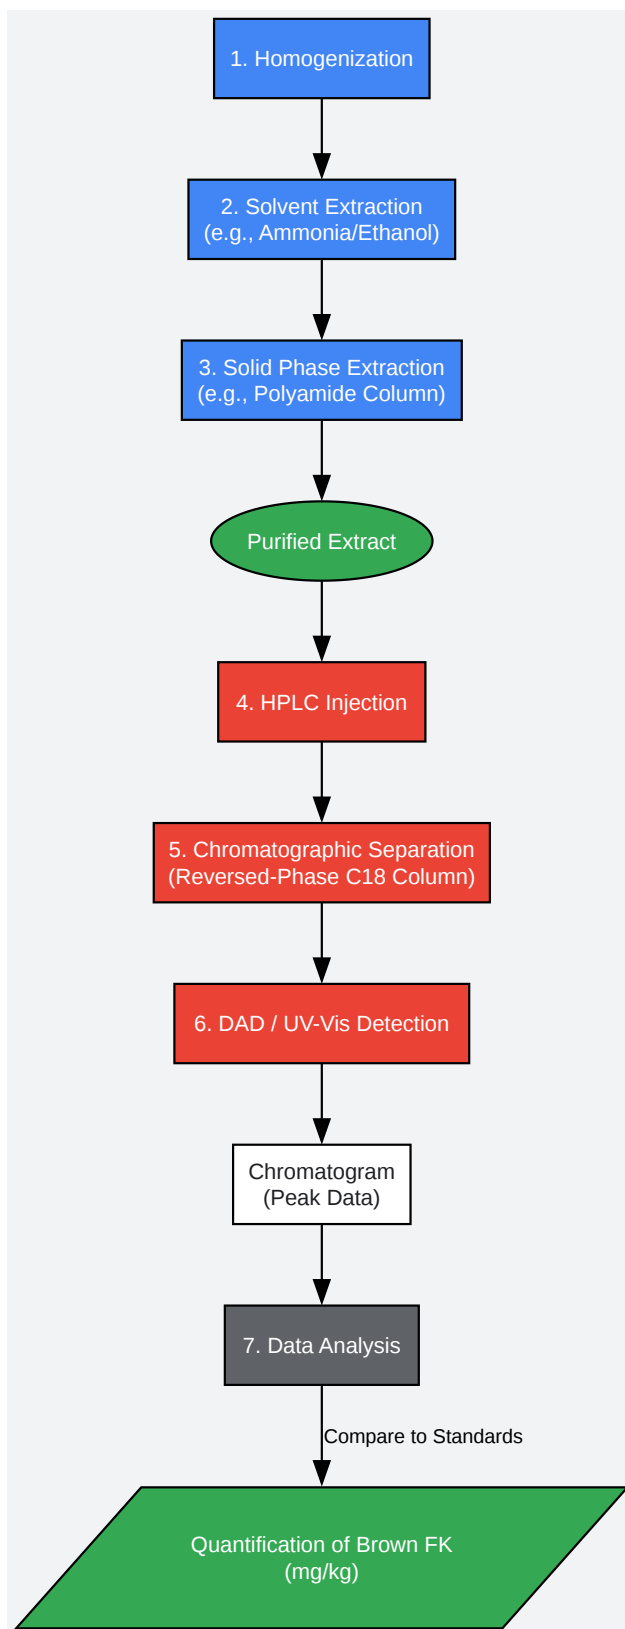 1. Homogenization
2. Solvent Extraction
(e.g., Ammonia/Ethanol)
3. Solid Phase Extraction
(e.g., Polyamide Column)
Purified Extract
4. HPLC Injection
5. Chromatographic Separation
(Reversed-Phase C18 Column)
6. DAD / UV-Vis Detection
Chromatogram
(Peak Data)
7. Data Analysis
Compare to Standards
Quantification of Brown FK
(mg/kg)